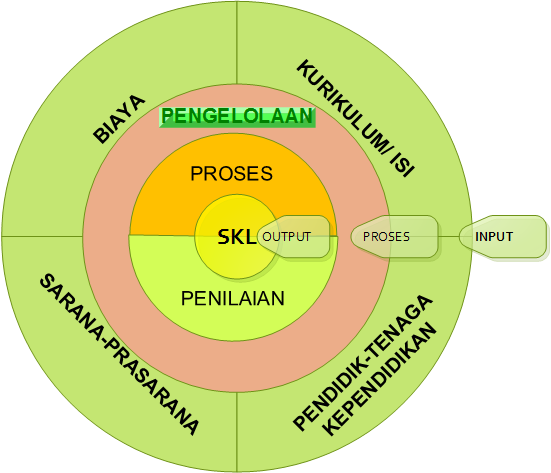 BIAYA
KURIKULUM/ ISI
PENGELOLAAN
PROSES
SKL
OUTPUT
PROSES
INPUT
PENILAIAN
SARANA-PRASARANA
PENDIDIK-TENAGA
KEPENDIDIKAN